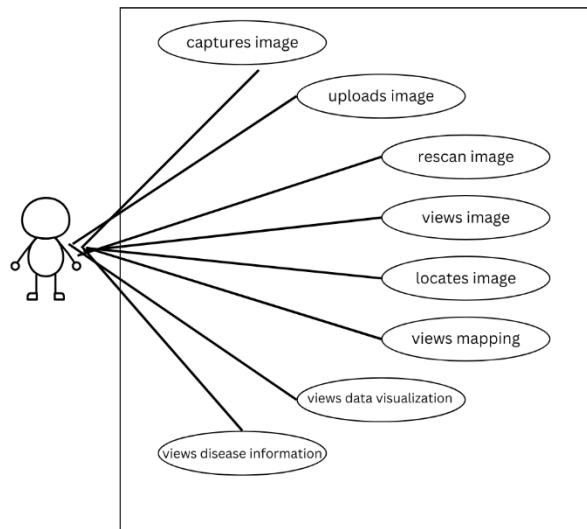 captures image
uploads image
rescan image
views image
locates image
views mapping
views data visualization
views disease information